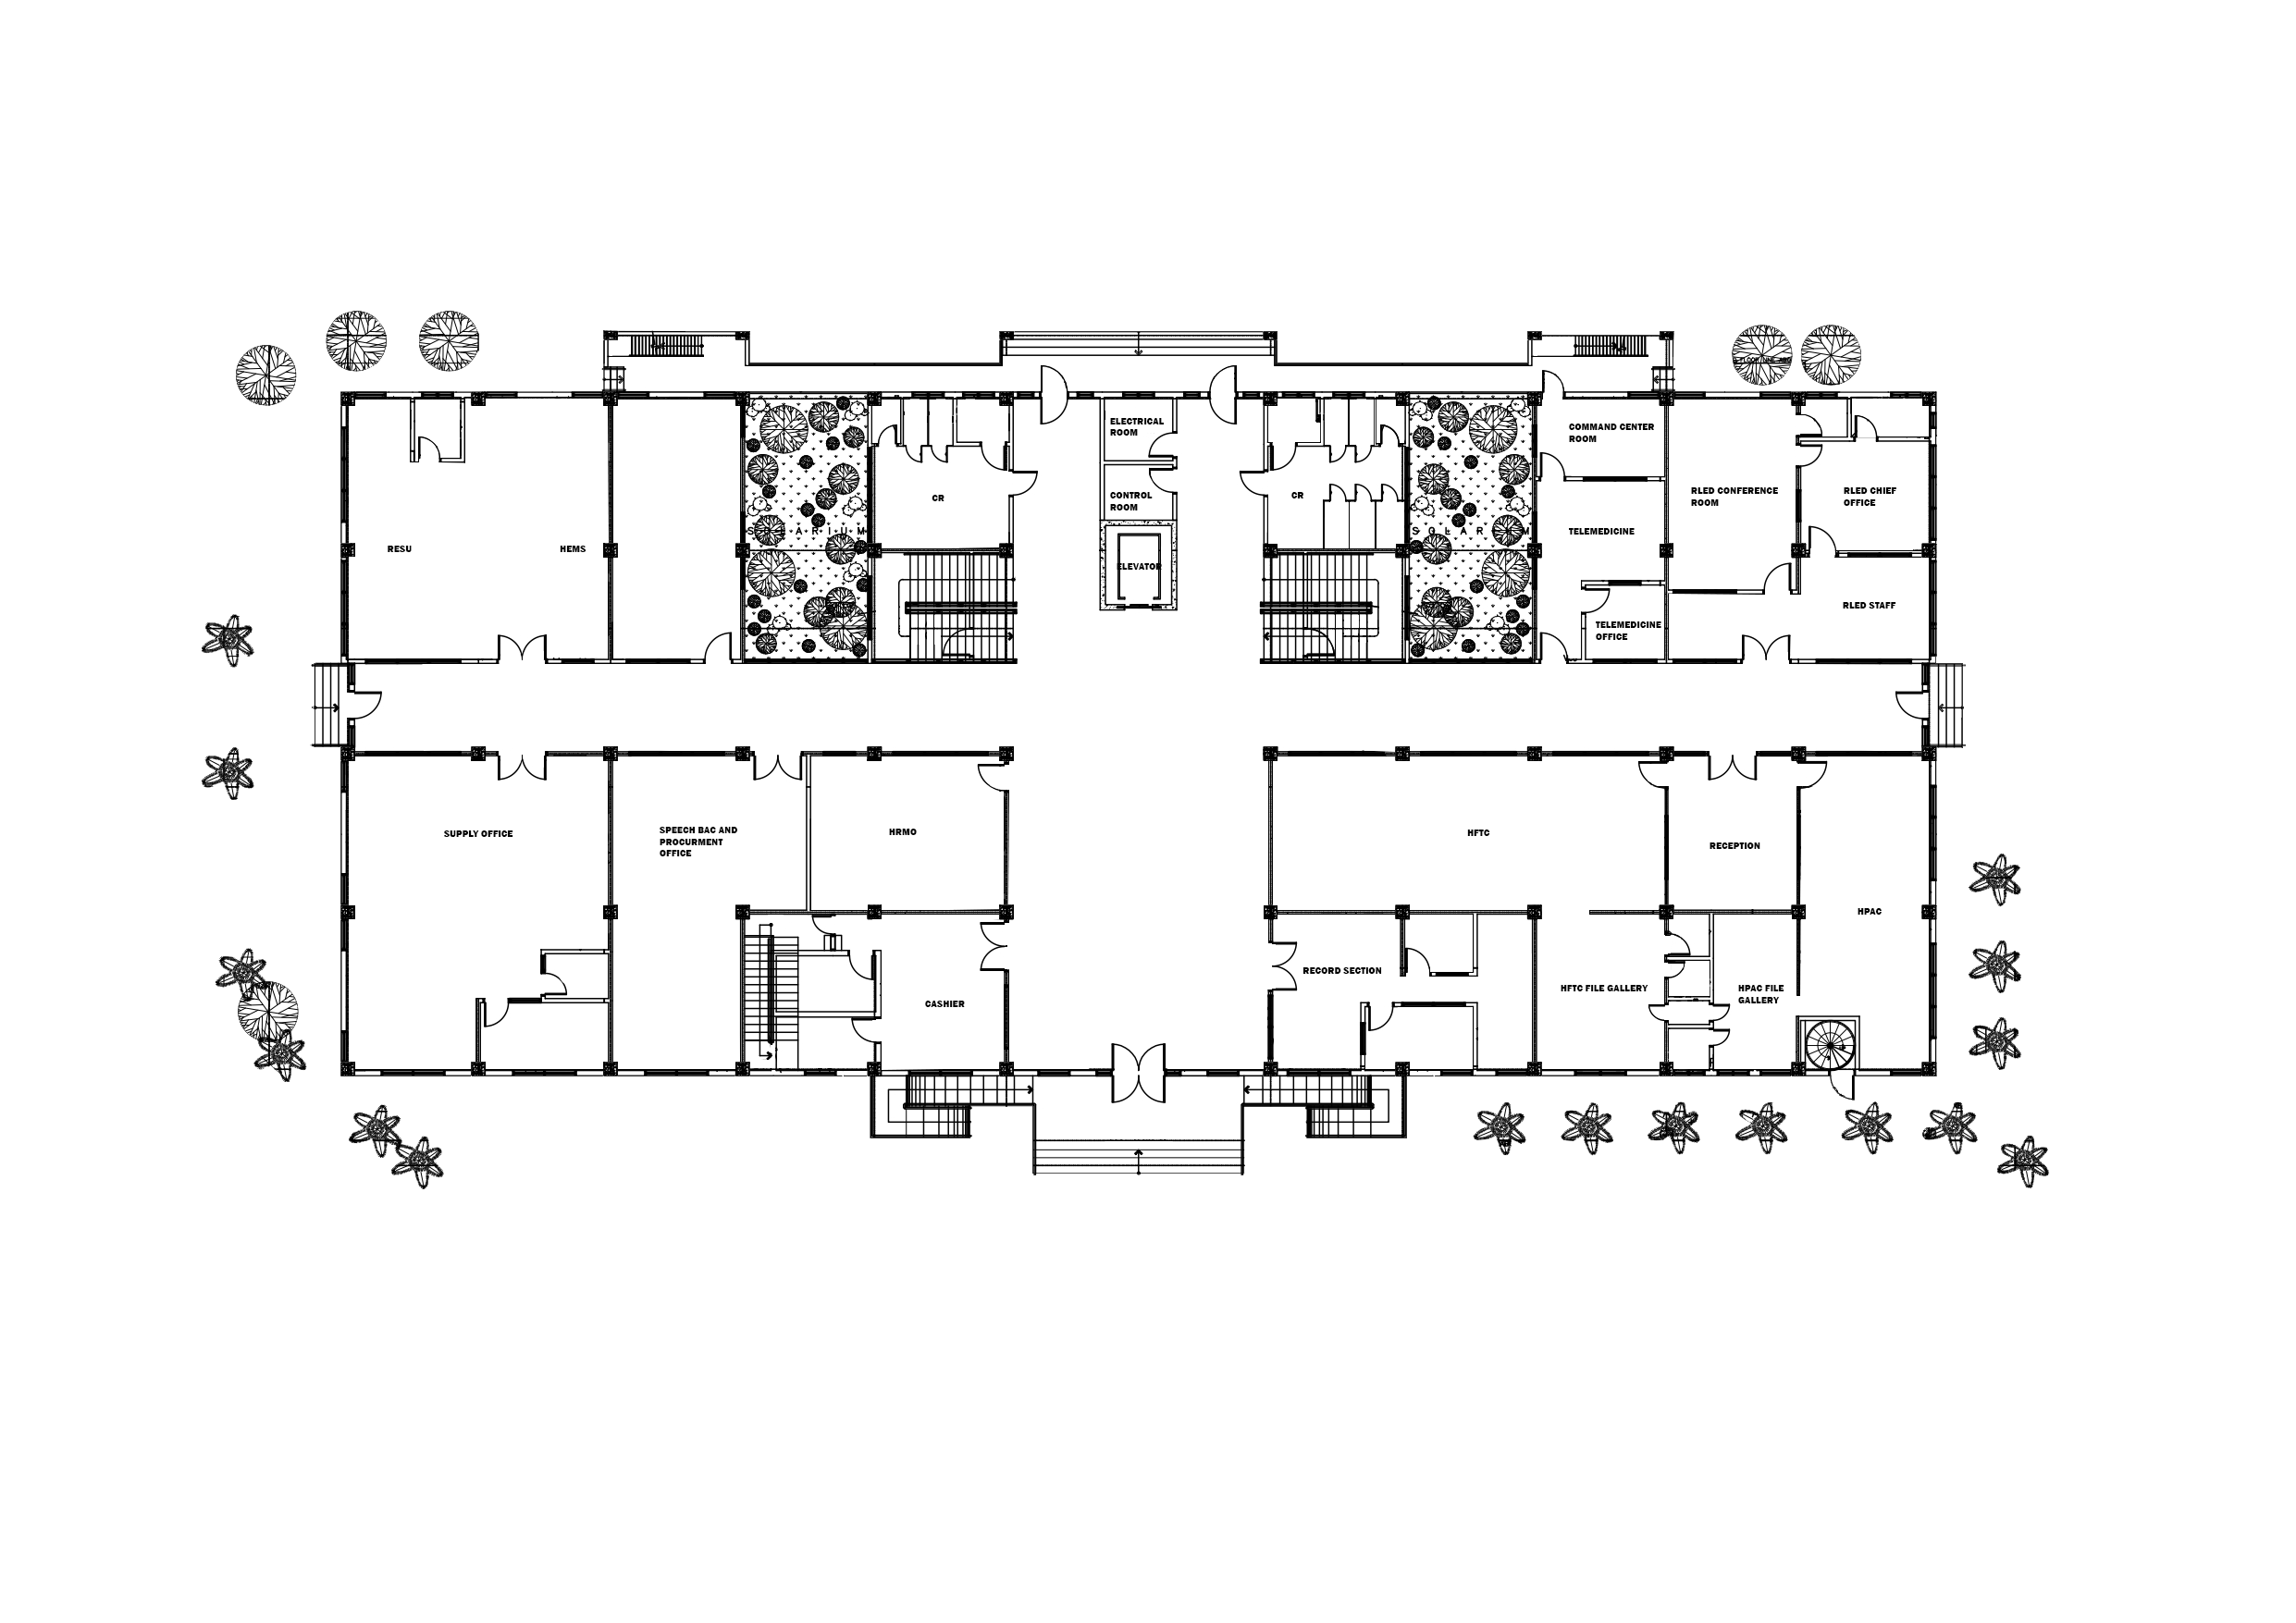 ELECTRICAL
ROOM
COMMAND CENTER
ROOM
CR
CONTROL
ROOM
CR
RLED CONFERENCE
ROOM
RLED CHIEF
OFFICE
SOLARIUM
SOLARIUM
TELEMEDICINE
RESU
HEMS
ELEVATOR
RLED STAFF
TELEMEDICINE
OFFICE
SUPPLY OFFICE
SPEECH BAC AND
PROCURMENT
OFFICE
HRMO
HFTC
RECEPTION
HPAC
RECORD SECTION
HFTC FILE GALLERY
HPAC FILE
GALLERY
CASHIER